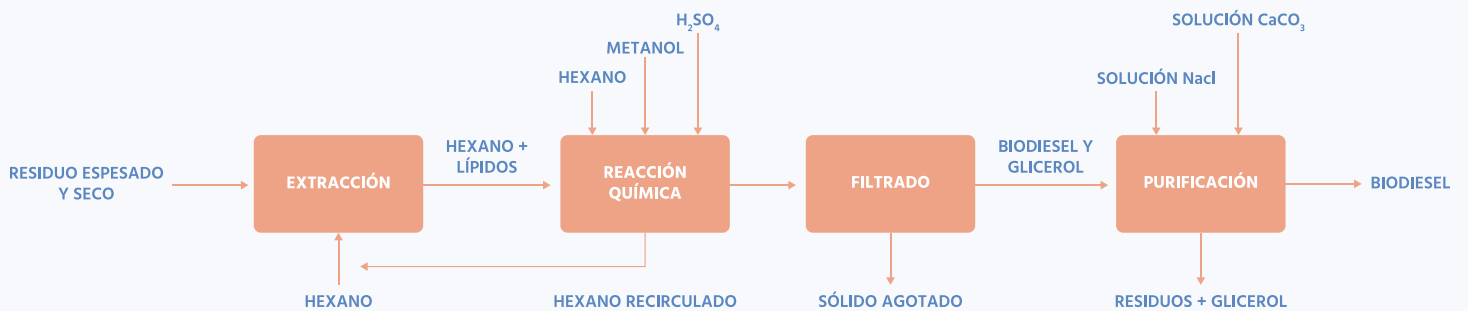 H₂SO₄
SOLUCIÓN CaCO₃
METANOL
HEXANO
SOLUCIÓN Nacl
RESIDUO ESPESADO
Y SECO
EXTRACCIÓN
HEXANO +
LÍPIDOS
REACCIÓN
QUÍMICA
FILTRADO
BIODIESEL Y
GLICEROL
PURIFICACIÓN
BIODIESEL
HEXANO
HEXANO RECIRCULADO
SÓLIDO AGOTADO
RESIDUOS + GLICEROL